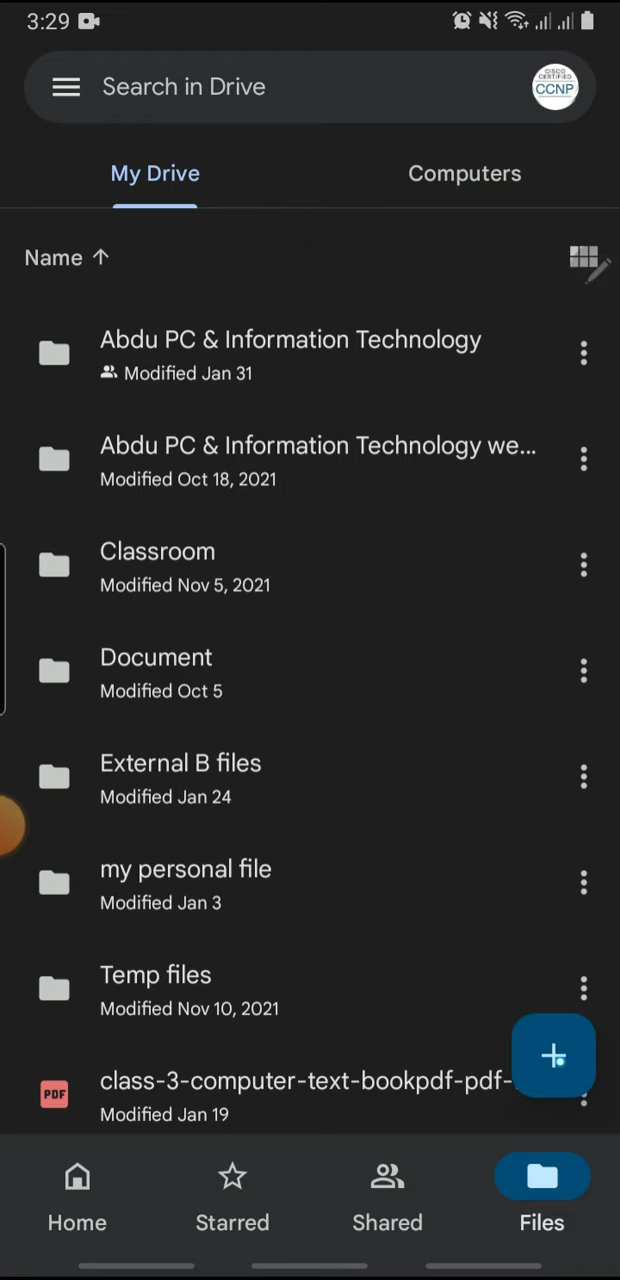 3:29
Search in Drive
CISCO
CERTIFIED
CCNP
My Drive
Computers
Name
Abdu PC & Information Technology
Modified Jan 31
Abdu PC & Information Technology we...
Modified Oct 18, 2021
Classroom
Modified Nov 5, 2021
Document
Modified Oct 5
External B files
Modified Jan 24
my personal file
Modified Jan 3
Temp files
Modified Nov 10, 2021
PDF
class-3-computer-text-bookpdf-pdf-
Modified Jan 19
Home
Starred
Shared
Files